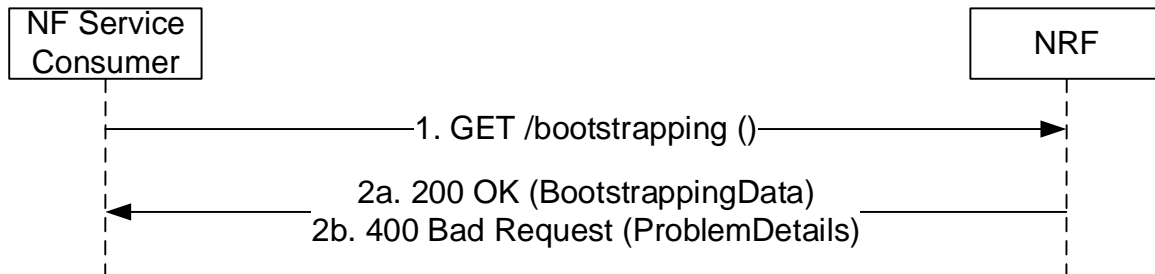 NF Service
Consumer
NRF
1. GET /bootstrapping ()
2a. 200 OK (BootstrappingData)
2b. 400 Bad Request (ProblemDetails)